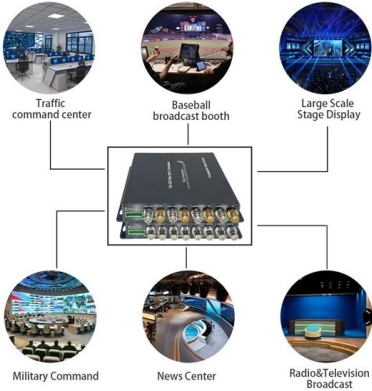 Traffic
command center
Baseball
broadcast booth
Large Scale
Stage Display
Military Command
News Center
Radio&Television
Broadcast